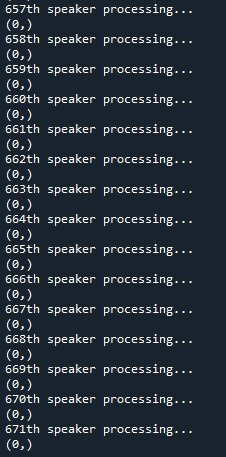 657th speaker processing...
(0,)
658th speaker processing...
(0,)
659th speaker processing...
(0,)
660th speaker processing...
(0,)
661th speaker processing...
(0,)
662th speaker processing...
(0,)
663th speaker processing...
(0,)
664th speaker processing...
(0,)
665th speaker processing...
(0,)
666th speaker processing...
(0,)
667th speaker processing...
(0,)
668th speaker processing...
(0,)
669th speaker processing...
(0,)
670th speaker processing...
(0,)
671th speaker processing...
(0,)